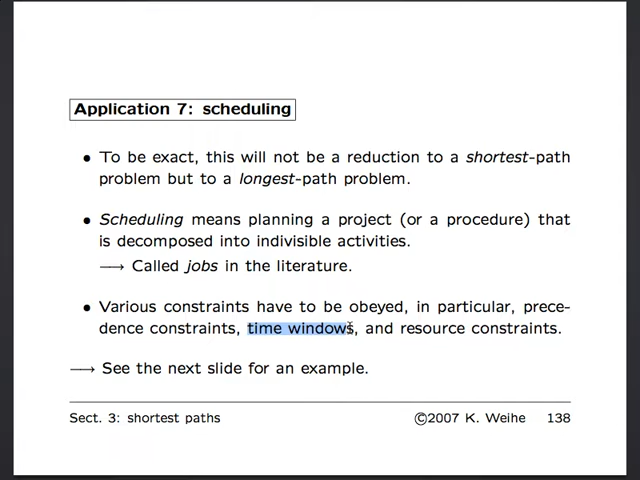 Application 7: scheduling
● To be exact, this will not be a reduction to a shortest-path
problem but to a longest-path problem.
● Scheduling means planning a project (or a procedure) that
is decomposed into indivisible activities.
⟶ Called jobs in the literature.
● Various constraints have to be obeyed, in particular, prece-
dence constraints, time windows, and resource constraints.
⟶ See the next slide for an example.
Sect. 3: shortest paths ©2007 K. Weihe 138